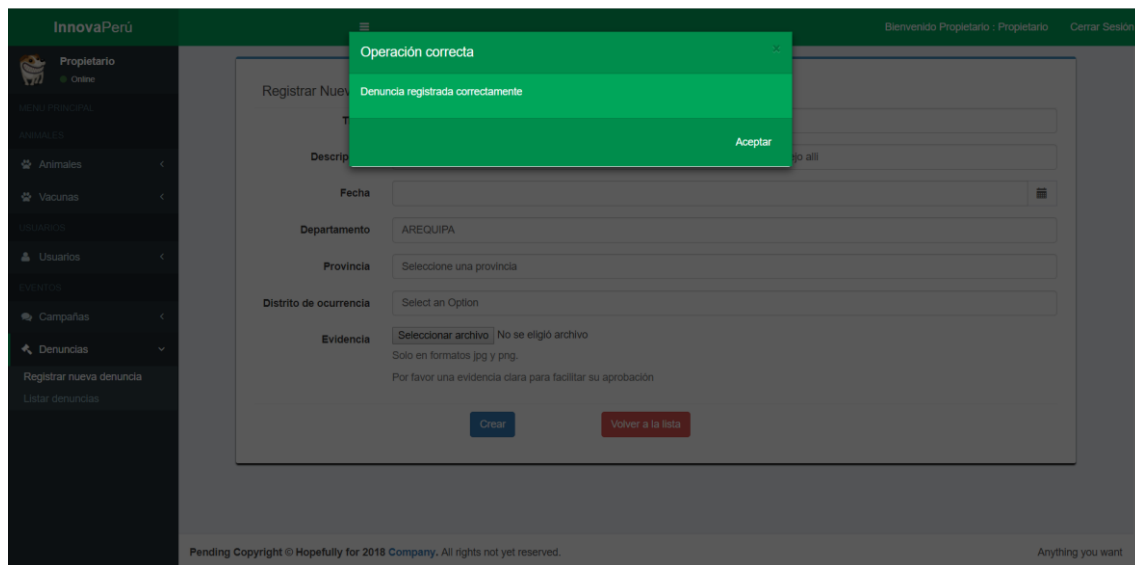 InnovaPerú
Bienvenido Propietario : Propietario Cerrar Sesión
Propietario
Online
MENU PRINCIPAL
ANIMALES
Animales
Vacunas
USUARIOS
Usuarios
EVENTOS
Campañas
Denuncias
Registrar nueva denuncia
Listar denuncias
Operación correcta ×
Denuncia registrada correctamente
Aceptar
Registrar
Fecha
Departamento AREQUIPA
Provincia Seleccione una provincia
Distrito de ocurrencia Select an Option
Evidencia Seleccionar archivo No se eligió archivo
Solo en formatos jpg y png.
Por favor una evidencia clara para facilitar su aprobación
Crear Volver a la lista
Pending Copyright © Hopefully for 2018 Company. All rights not yet reserved.
Anything you want